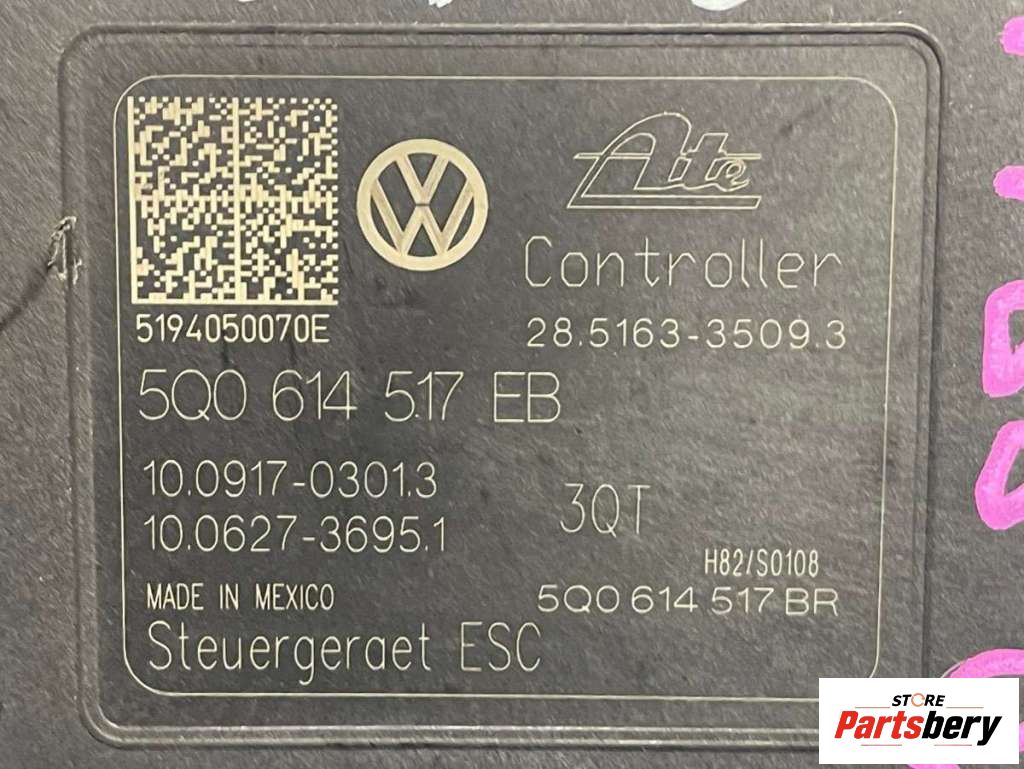 Ate
Controller
5194050070E
28.5163-3509.3
5Q0 614 517 EB
10.0917-0301.3
10.0627-3695.1
3QT
H82/S0108
MADE IN MEXICO
5Q0 614 517 BR
Steuergeraet ESC
STORE
Partsbery